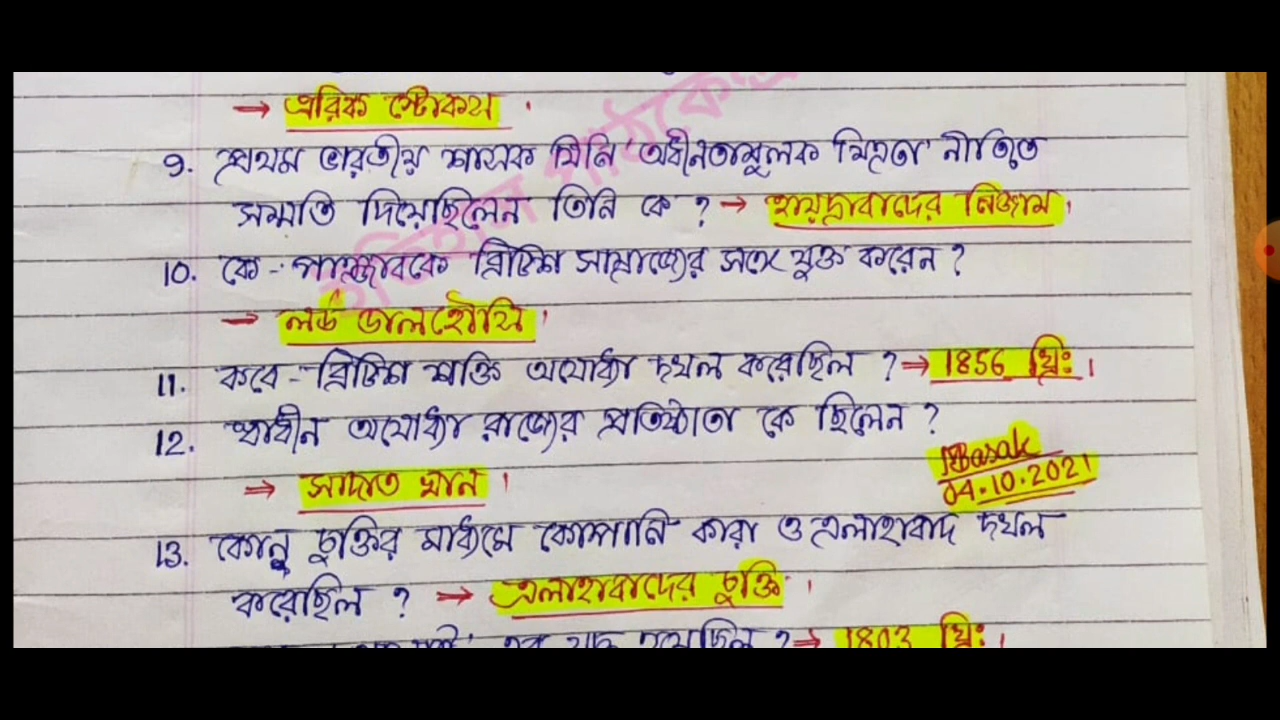 → এরিক স্টোকস ।
9. প্রথম ভারতীয় শাসক যিনি 'অধীনতামূলক মিত্রতা' নীতিতে
সম্মতি দিয়েছিলেন তিনি কে ? → হায়দ্রাবাদের নিজাম ।
10. কে - পাঞ্জাবকে ব্রিটিশ সাম্রাজ্যের সঙ্গে যুক্ত করেন ?
→ লর্ড ডালহৌসি ।
11. কবে - ব্রিটিশ শক্তি অযোধ্যা দখল করেছিল ? → 1856 খ্রিঃ ।
12. স্বাধীন অযোধ্যা রাজ্যের প্রতিষ্ঠাতা কে ছিলেন ?
⇒ সাদাত খান ।
Basak
04.10.2021
13. কোন্ চুক্তির মাধ্যমে কোম্পানি কারা ও এলাহাবাদ দখল
করেছিল ? → এলাহাবাদের চুক্তি ।
হয়েছিল ? → 1803 খ্রিঃ ।